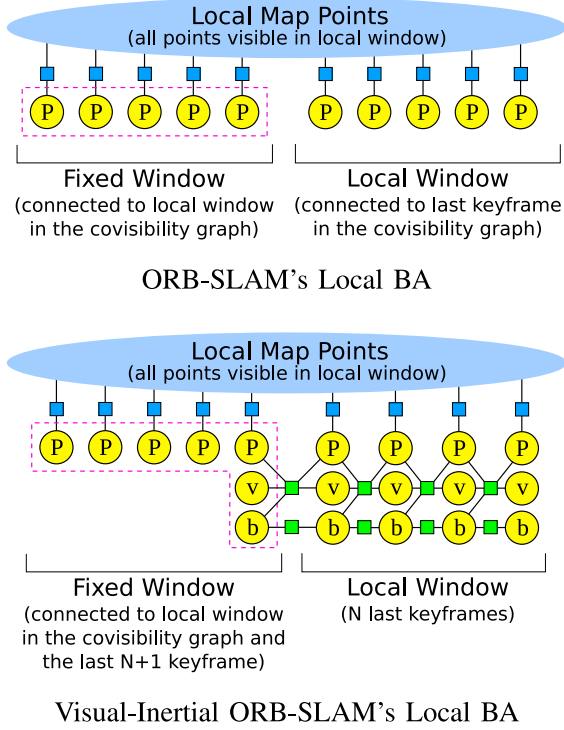 Local Map Points
(all points visible in local window)
P P P P P P P P P P
Fixed Window
(connected to local window
in the covisibility graph)
Local Window
(connected to last keyframe
in the covisibility graph)
ORB-SLAM's Local BA
Local Map Points
(all points visible in local window)
P P P P P P P P P
v v v v v
b b b b b
Fixed Window
(connected to local window
in the covisibility graph and
the last N+1 keyframe)
Local Window
(N last keyframes)
Visual-Inertial ORB-SLAM's Local BA